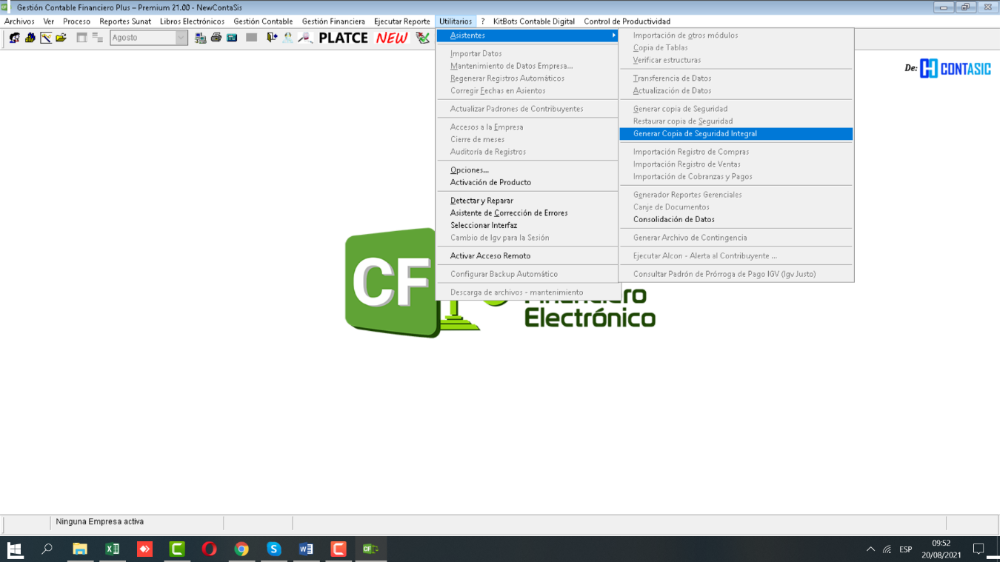 Gestión Contable Financiero Plus – Premium 21.00 - NewContaSis
Archivos Ver Proceso Reportes Sunat Libros Electrónicos Gestión Contable Gestión Financiera Ejecutar Reporte Utilitarios ? KitBots Contable Digital Control de Productividad
Agosto PLATCE NEW
Asistentes
Importar Datos
Mantenimiento de Datos Empresa...
Regenerar Registros Automáticos
Corregir Fechas en Asientos
Actualizar Padrones de Contribuyentes
Accesos a la Empresa
Cierre de meses
Auditoría de Registros
Opciones...
Activación de Producto
Detectar y Reparar
Asistente de Corrección de Errores
Seleccionar Interfaz
Cambio de Igv para la Sesión
Activar Acceso Remoto
Configurar Backup Automático
Descarga de archivos - mantenimiento
Importación de otros módulos
Copia de Tablas
Verificar estructuras
Transferencia de Datos
Actualización de Datos
Generar copia de Seguridad
Restaurar copia de Seguridad
Generar Copia de Seguridad Integral
Importación Registro de Compras
Importación Registro de Ventas
Importación de Cobranzas y Pagos
Generador Reportes Gerenciales
Canje de Documentos
Consolidación de Datos
Generar Archivo de Contingencia
Ejecutar Alcon - Alerta al Contribuyente ...
Consultar Padrón de Prórroga de Pago IGV (Igv Justo)
De: CONTASIC
CF
Financiero
Electrónico
Ninguna Empresa activa
ESP
09:52
20/08/2021